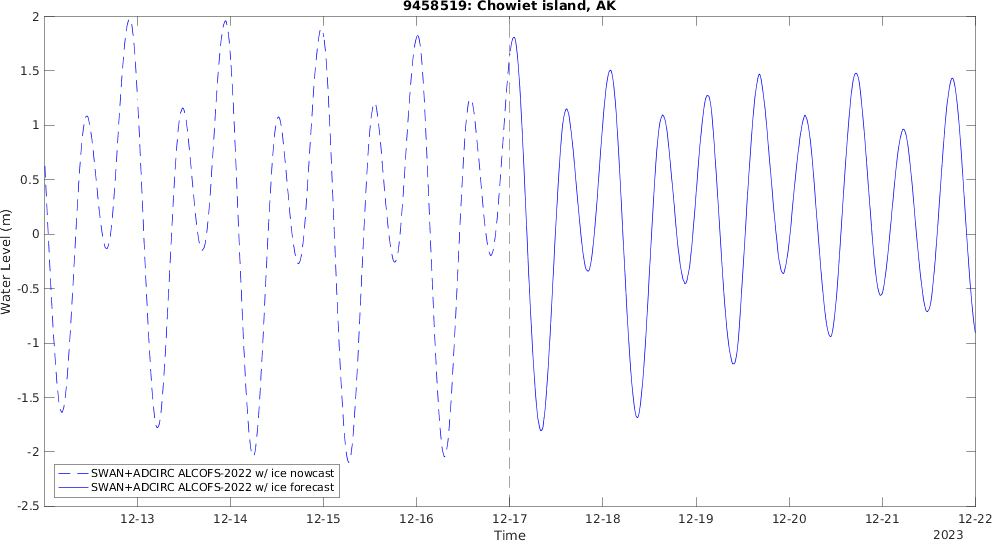 9458519: Chowiet island, AK
Water Level (m)
2
1.5
1
0.5
0
-0.5
-1
-1.5
-2
-2.5
SWAN+ADCIRC ALCOFS-2022 w/ ice nowcast
SWAN+ADCIRC ALCOFS-2022 w/ ice forecast
12-13 12-14 12-15 12-16 12-17 12-18 12-19 12-20 12-21 12-22
Time
2023